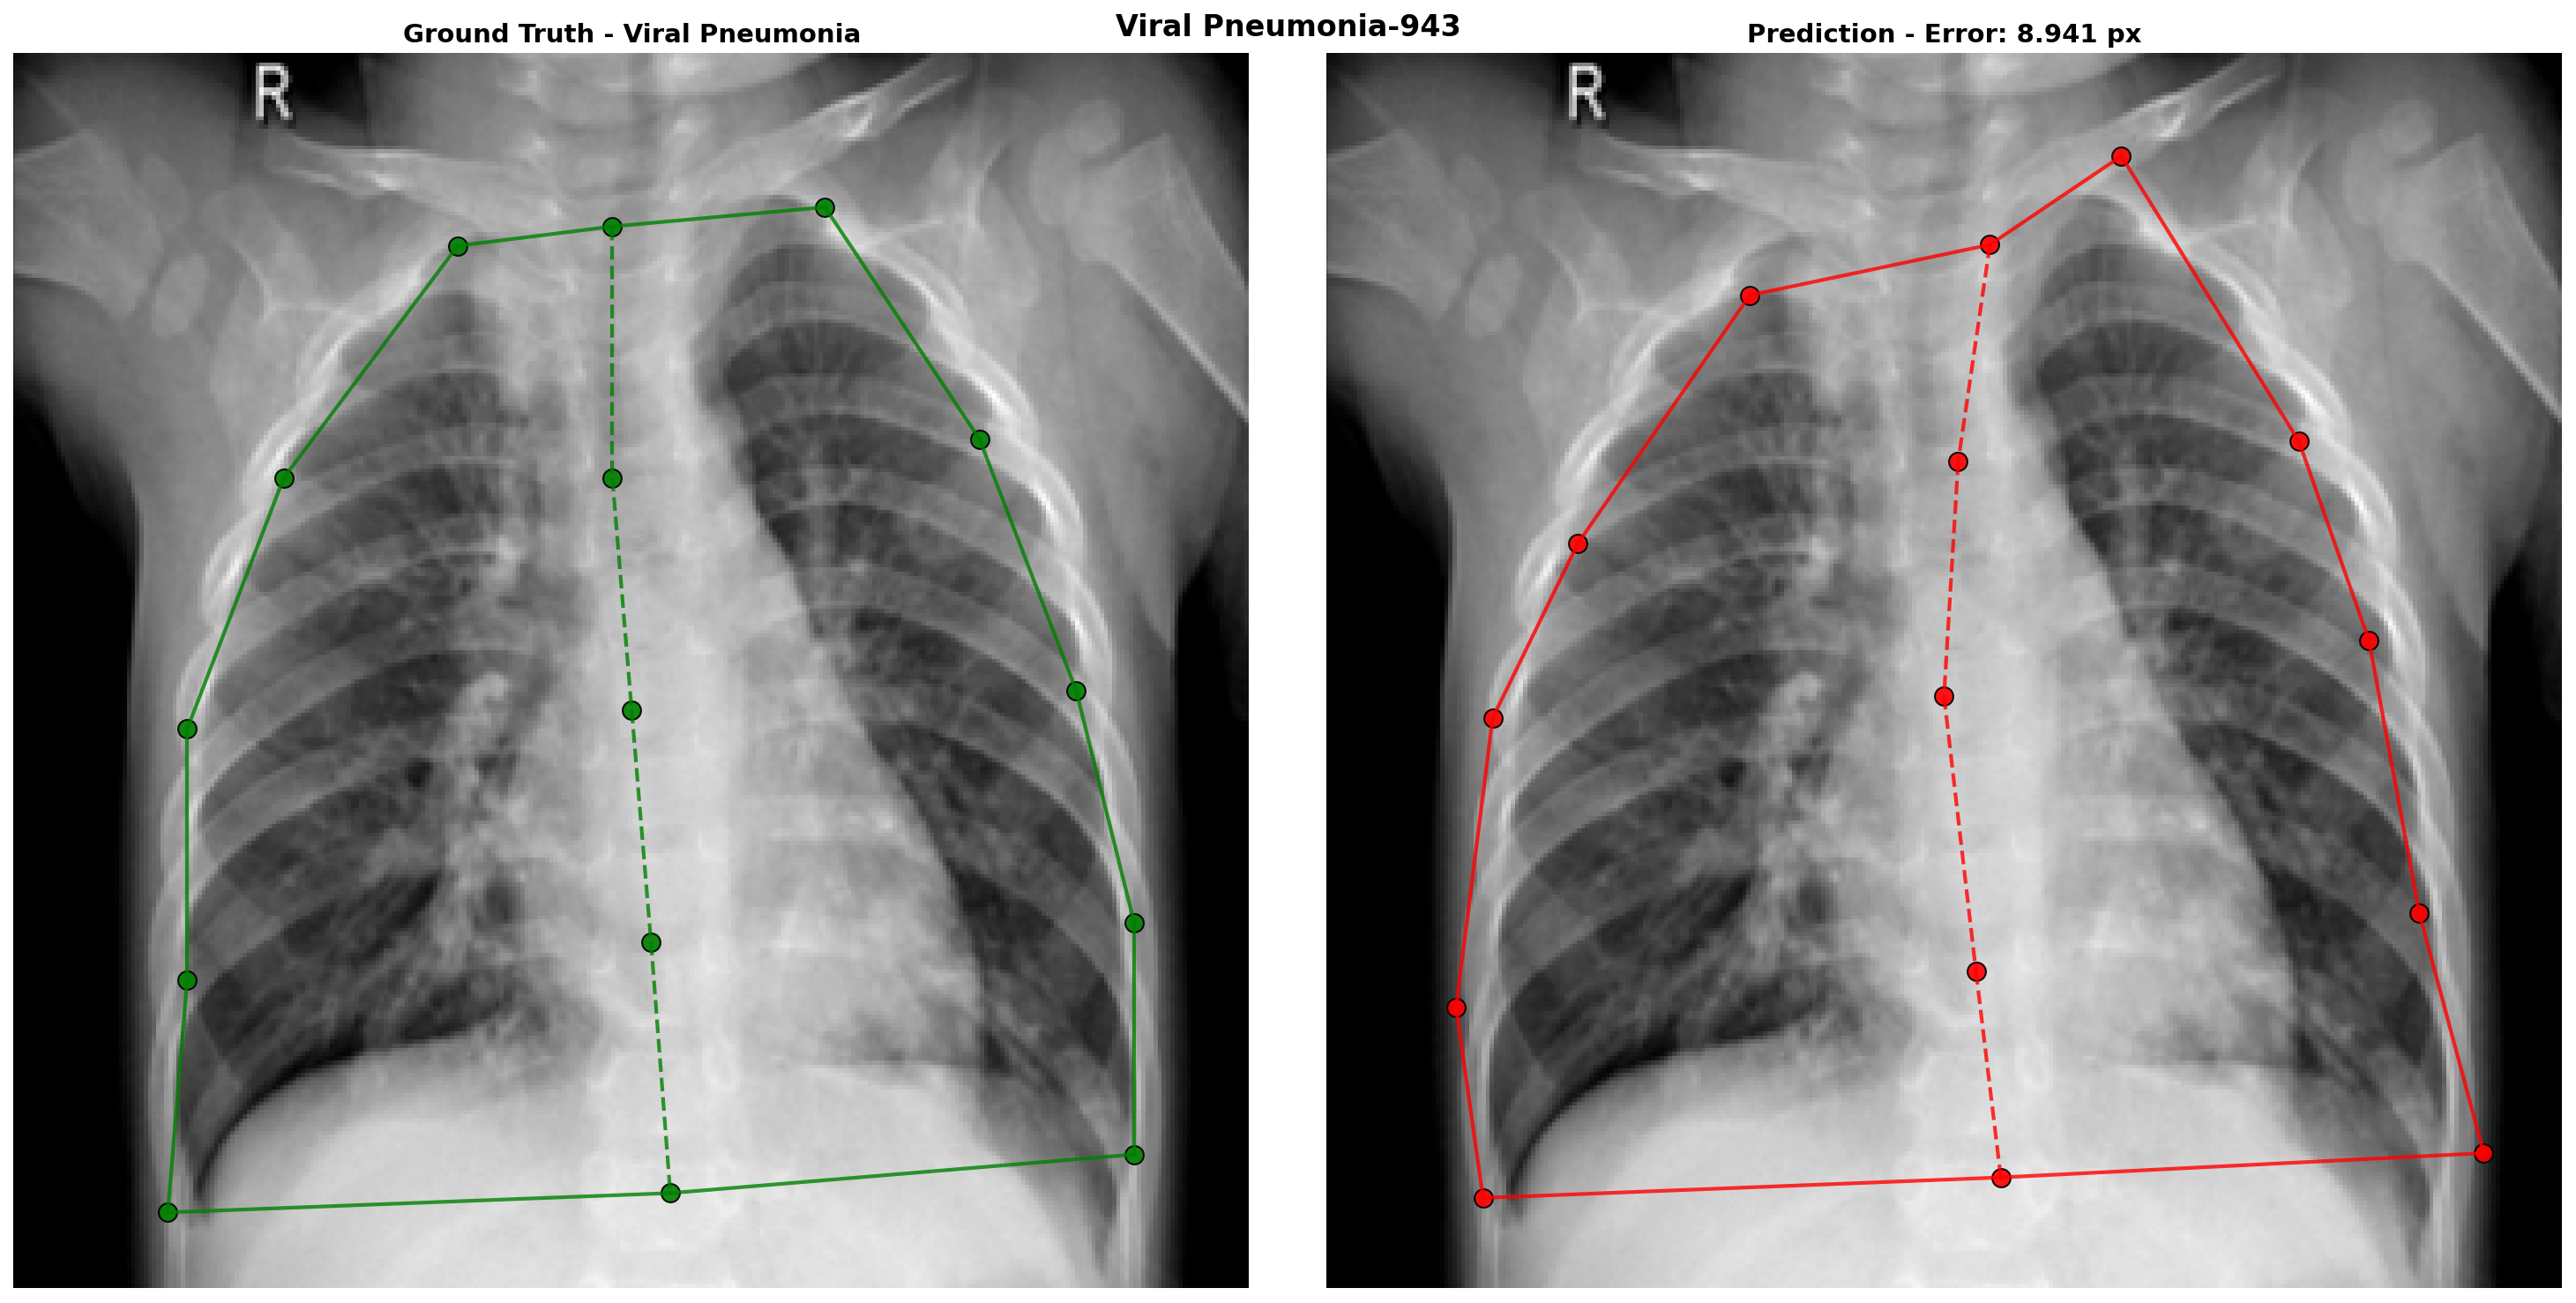 Viral Pneumonia-943
Ground Truth - Viral Pneumonia
Prediction - Error: 8.941 px
R
R